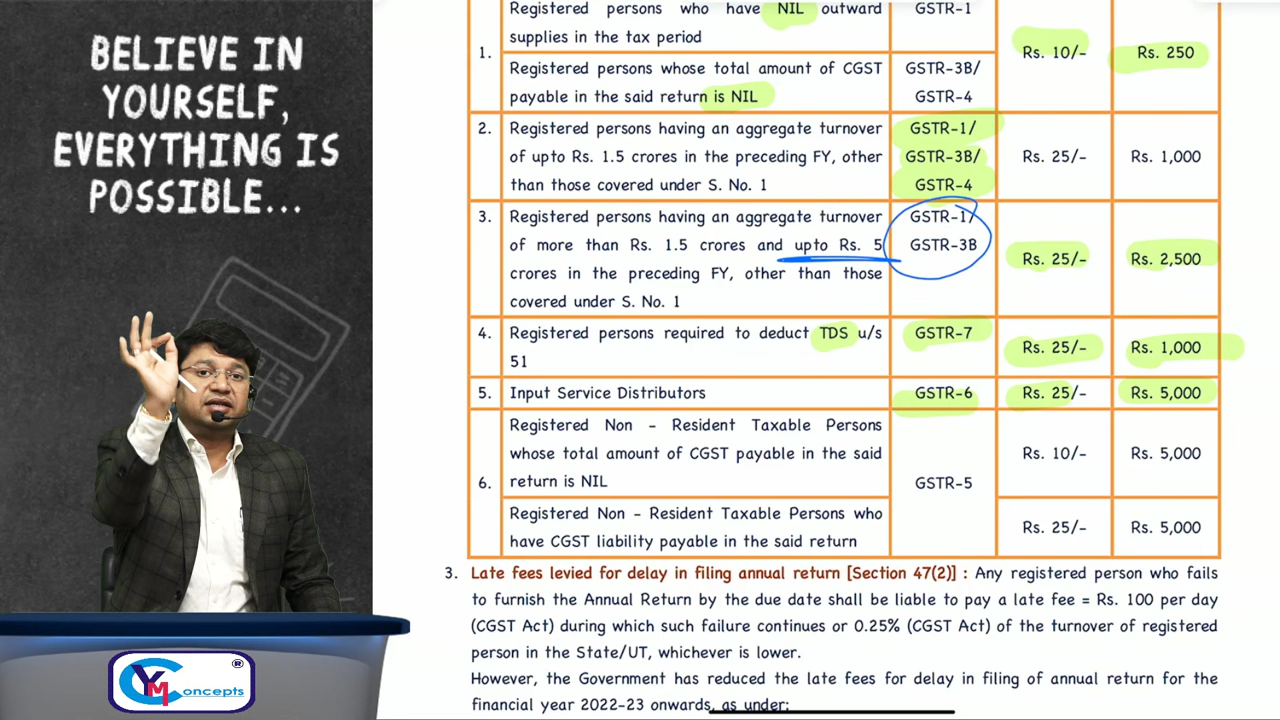 BELIEVE IN
YOURSELF,
EVERYTHING IS
POSSIBLE...
Registered persons who have NIL outward
supplies in the tax period
GSTR-1
1.
Rs. 10/-
Rs. 250
Registered persons whose total amount of CGST
payable in the said return is NIL
GSTR-3B/
GSTR-4
2.
Registered persons having an aggregate turnover
of upto Rs. 1.5 crores in the preceding FY, other
than those covered under S. No. 1
GSTR-1/
GSTR-3B/
GSTR-4
Rs. 25/-
Rs. 1,000
3.
Registered persons having an aggregate turnover
of more than Rs. 1.5 crores and upto Rs. 5
crores in the preceding FY, other than those
covered under S. No. 1
GSTR-1/
GSTR-3B
Rs. 25/-
Rs. 2,500
4.
Registered persons required to deduct TDS u/s
51
GSTR-7
Rs. 25/-
Rs. 1,000
5.
Input Service Distributors
GSTR-6
Rs. 25/-
Rs. 5,000
6.
Registered Non - Resident Taxable Persons
whose total amount of CGST payable in the said
return is NIL
GSTR-5
Rs. 10/-
Rs. 5,000
Registered Non - Resident Taxable Persons who
have CGST liability payable in the said return
Rs. 25/-
Rs. 5,000
3. Late fees levied for delay in filing annual return [Section 47(2)] : Any registered person who fails
to furnish the Annual Return by the due date shall be liable to pay a late fee = Rs. 100 per day
(CGST Act) during which such failure continues or 0.25% (CGST Act) of the turnover of registered
person in the State/UT, whichever is lower.
However, the Government has reduced the late fees for delay in filing of annual return for the
financial year 2022-23 onwards, as under:
YM Concepts ®